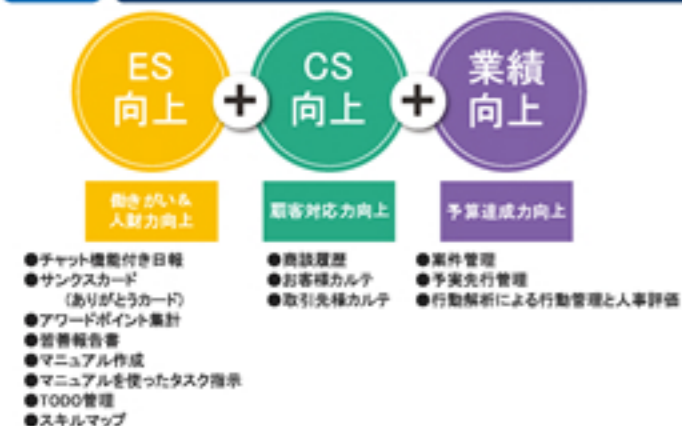 ES
向上
+
CS
向上
+
業績
向上
働きがい&
人財力向上
顧客対応力向上
予算達成力向上
●チャット機能付き日報
●サンクスカード
(ありがとうカード)
●アワードポイント集計
●習善報告書
●マニュアル作成
●マニュアルを使ったタスク指示
●TODO管理
●スキルマップ
●商談履歴
●お客様カルテ
●取引先様カルテ
●案件管理
●予実先行管理
●行動解析による行動管理と人事評価